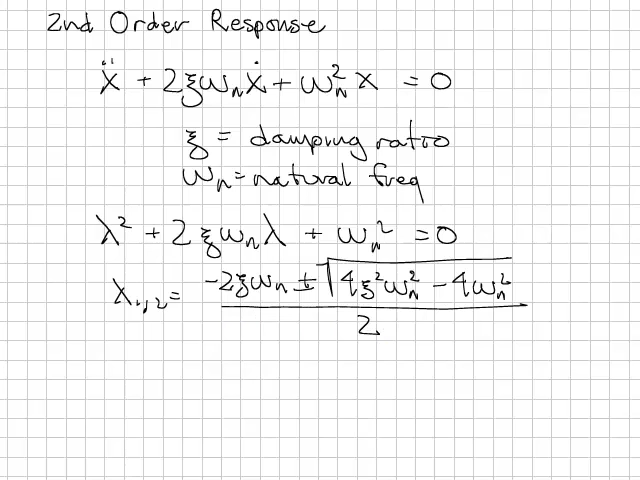 2nd Order Response
ẍ + 2ξωₙẋ + ωₙ²x = 0
ξ = damping ratio
ωₙ = natural freq
λ² + 2ξωₙλ + ωₙ² = 0
λ₁,₂ = (-2ξωₙ ± √(4ξ²ωₙ² - 4ωₙ²)) / 2